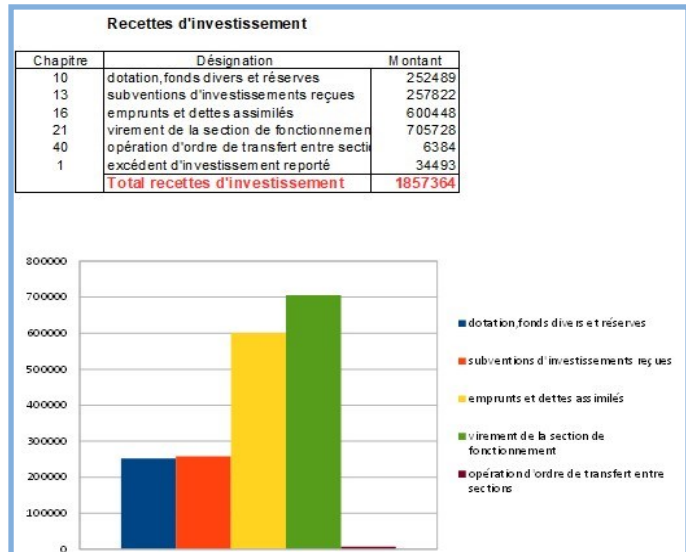 Recettes d'investissement
Chapitre Désignation Montant
10 dotation,fonds divers et réserves 252489
13 subventions d'investissements reçues 257822
16 emprunts et dettes assimilés 600448
21 virement de la section de fonctionnemen 705728
40 opération d'ordre de transfert entre secti 6384
1 excédent d'investissement reporté 34493
Total recettes d'investissement 1857364
800000
700000
600000
500000
400000
300000
200000
100000
0
dotation,fonds divers et réserves
subventions d'investissements reçues
emprunts et dettes assimilés
virement de la section de
fonctionnement
opération d'ordre de transfert entre
sections